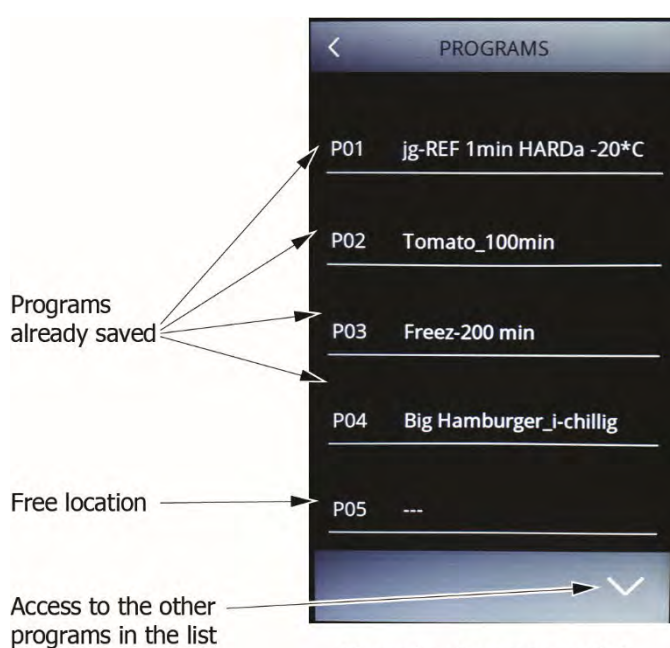 PROGRAMS
P01 jg-REF 1min HARDa -20*C
P02 Tomato_100min
Programs
already saved
P03 Freez-200 min
P04 Big Hamburger_i-chillig
Free location
P05 ---
Access to the other
programs in the list